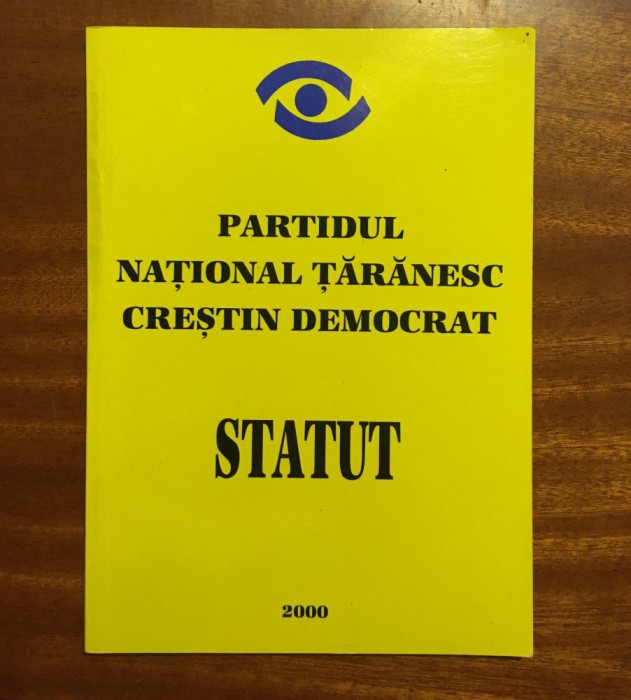 PARTIDUL
NAȚIONAL ȚĂRĂNESC
CREȘTIN DEMOCRAT
STATUT
2000